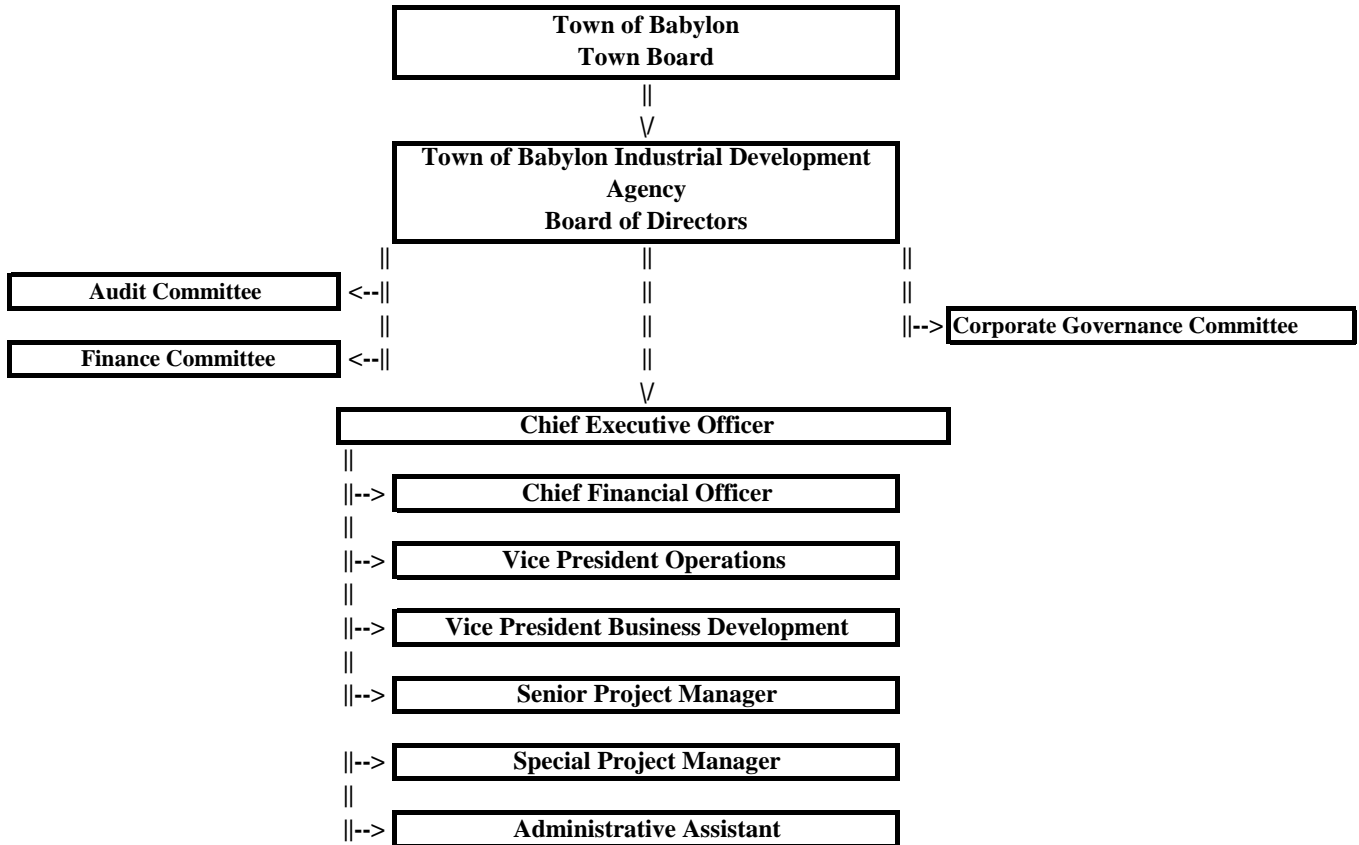 Town of Babylon
Town Board
||
\/
Town of Babylon Industrial Development
Agency
Board of Directors
|| || ||
Audit Committee <--|| || ||
|| || ||--> Corporate Governance Committee
Finance Committee <--|| ||
\/
Chief Executive Officer
||
||--> Chief Financial Officer
||
||--> Vice President Operations
||
||--> Vice President Business Development
||
||--> Senior Project Manager
||--> Special Project Manager
||
||--> Administrative Assistant